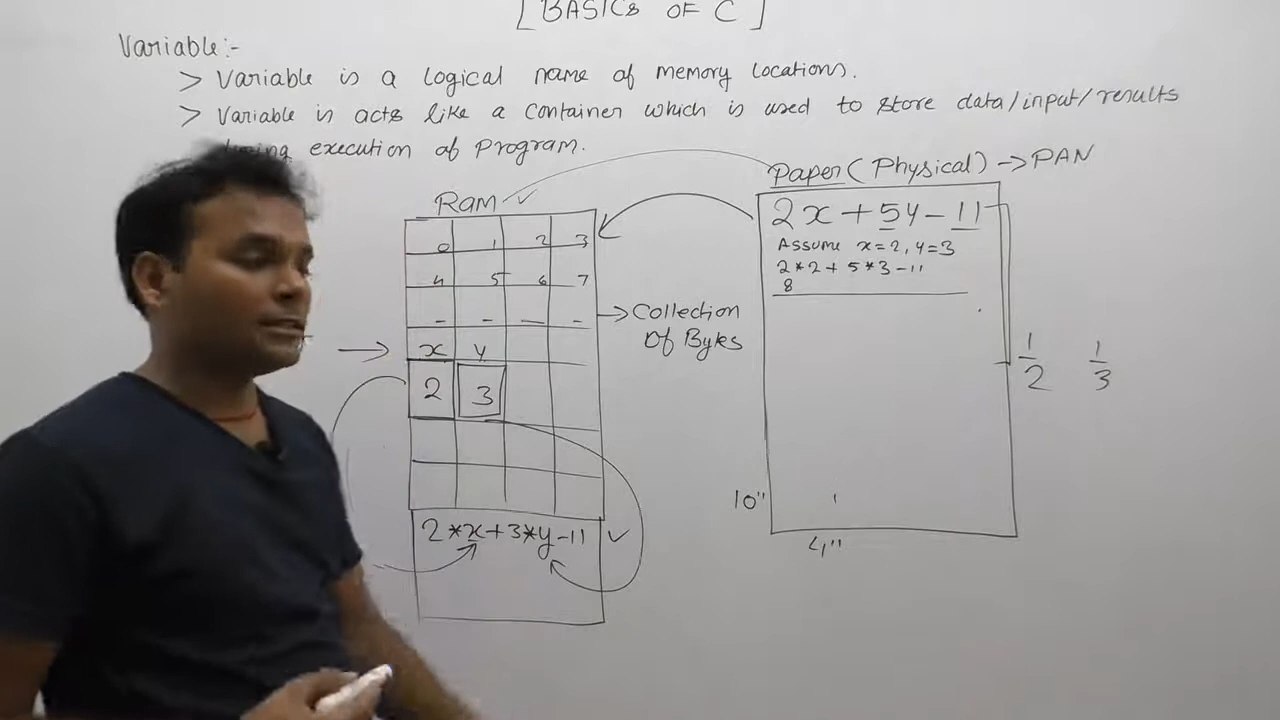 [ BASICS OF C ]
Variable:-
> Variable is a logical name of memory locations.
> Variable is acts like a container which is used to store data/input/results
execution of program.
Ram ✓
0 1 2 3
4 5 6 7
- - - -
x y
2 3
2*x+3*y-11 ✓
→ Collection
Of Bytes
Paper (Physical) → PAN
2x+5y-11
Assume x=2, y=3
2*2+5*3-11
8
1/2 1/3
10"
4"